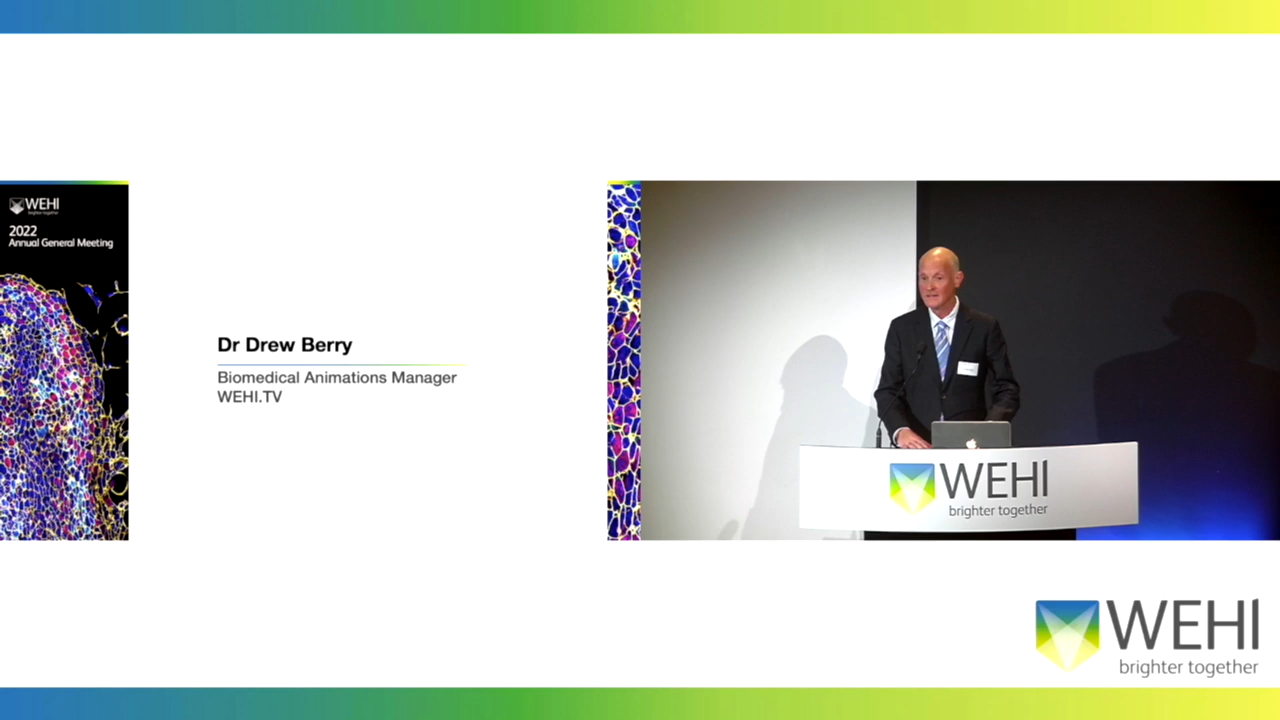 WEHI
brighter together
2022
Annual General Meeting
Dr Drew Berry
Biomedical Animations Manager
WEHI.TV
WEHI
brighter together
WEHI
brighter together